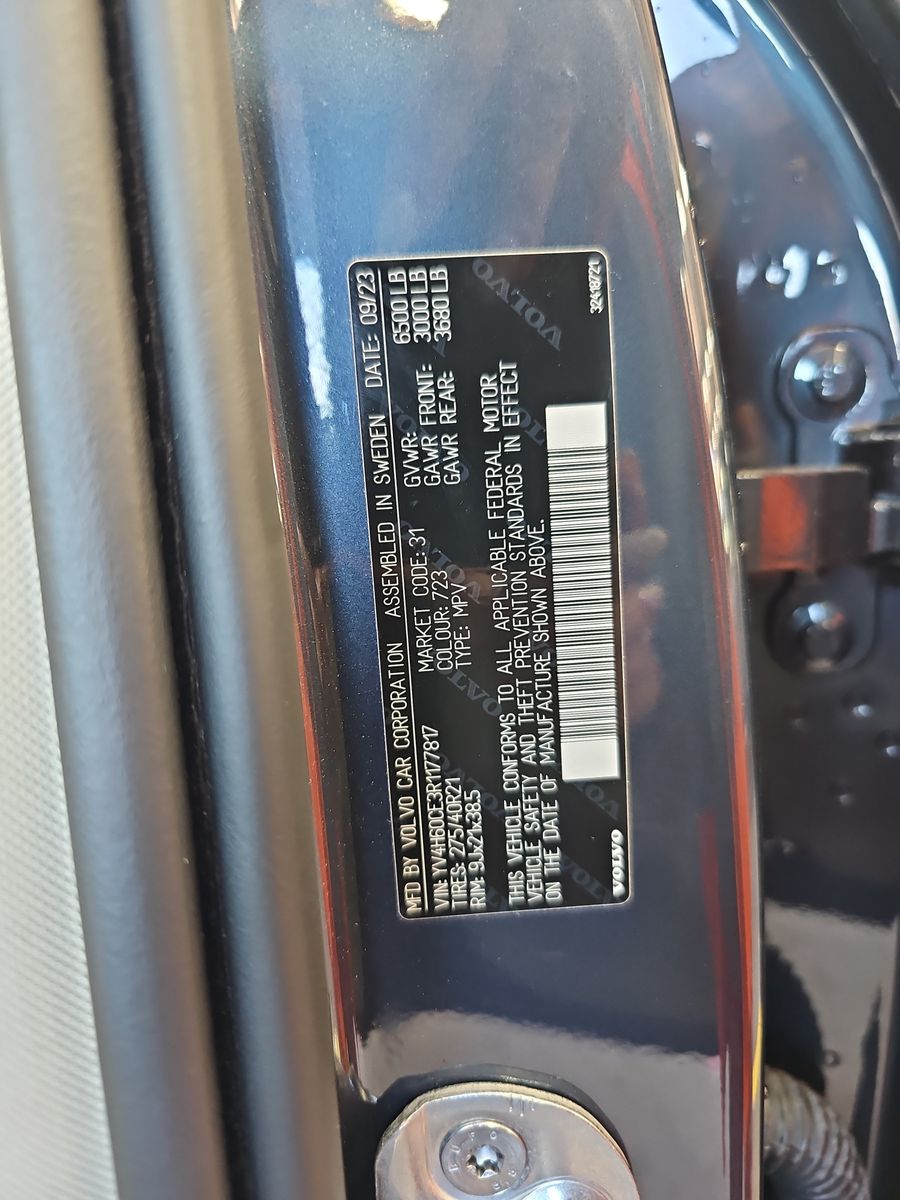 MFD BY VOLVO CAR CORPORATION ASSEMBLED IN SWEDEN DATE: 09/23
VIN: YV4H60CE3R1177817 MARKET CODE: 31 GVWR: 6500 LB
TIRES: 275/40R21 COLOUR: 723 GAWR FRONT: 3000 LB
RIM: 9Jx21x38.5 TYPE: MPV GAWR REAR: 3680 LB
THIS VEHICLE CONFORMS TO ALL APPLICABLE FEDERAL MOTOR
VEHICLE SAFETY AND THEFT PREVENTION STANDARDS IN EFFECT
ON THE DATE OF MANUFACTURE SHOWN ABOVE.
VOLVO
32418721